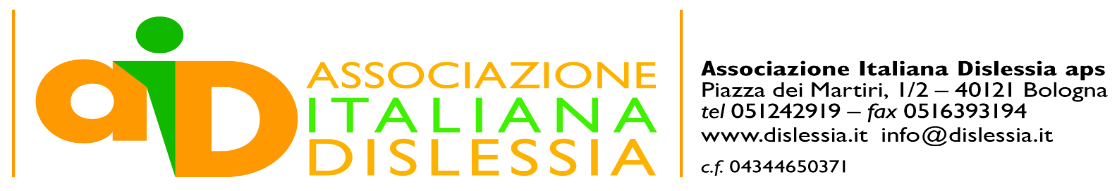 aiD
ASSOCIAZIONE
ITALIANA
DISLESSIA
Associazione Italiana Dislessia aps
Piazza dei Martiri, 1/2 – 40121 Bologna
tel 051242919 – fax 0516393194
www.dislessia.it info@dislessia.it
c.f. 04344650371